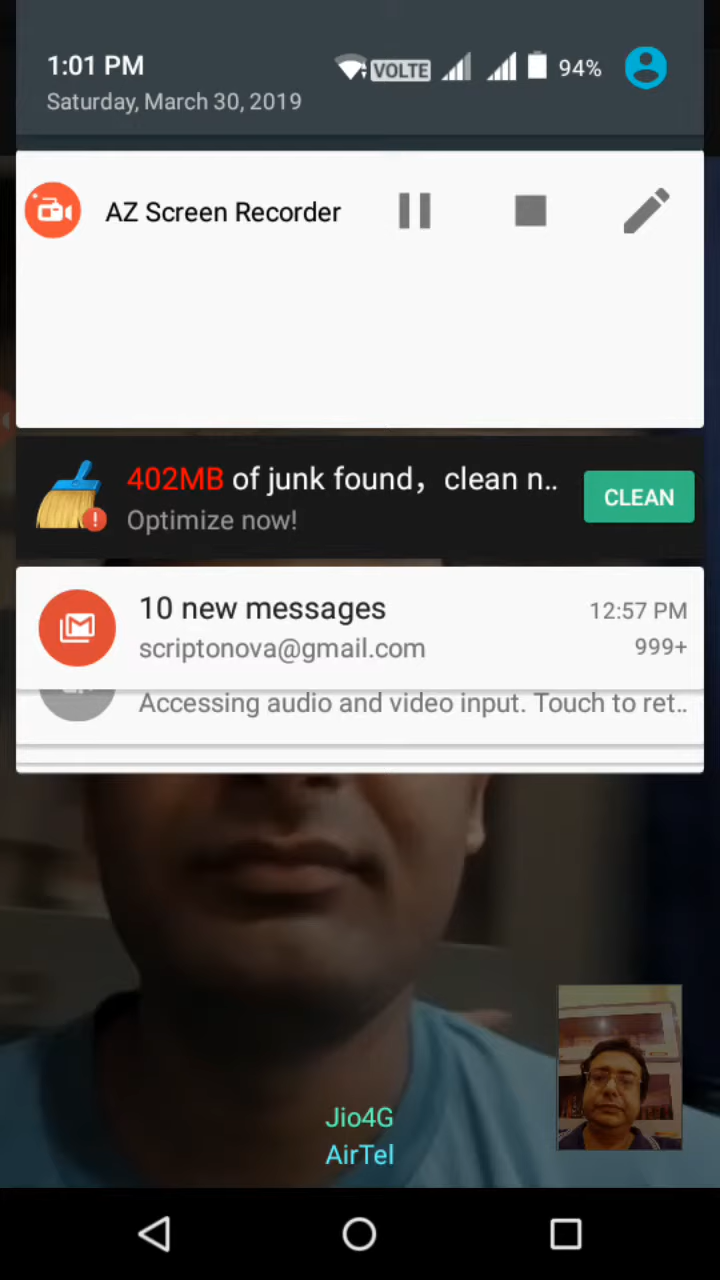 1:01 PM
VOLTE
94%
Saturday, March 30, 2019
AZ Screen Recorder
402MB of junk found，clean n..
CLEAN
Optimize now!
10 new messages
12:57 PM
scriptonova@gmail.com
999+
Accessing audio and video input. Touch to ret..
Jio4G
AirTel